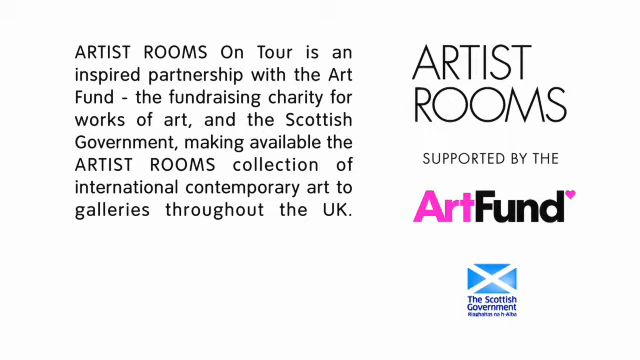 ARTIST ROOMS On Tour is an
inspired partnership with the Art
Fund - the fundraising charity for
works of art, and the Scottish
Government, making available the
ARTIST ROOMS collection of
international contemporary art to
galleries throughout the UK.
ARTIST
ROOMS
SUPPORTED BY THE
ArtFund
The Scottish
Government
Riaghaltas na h-Alba